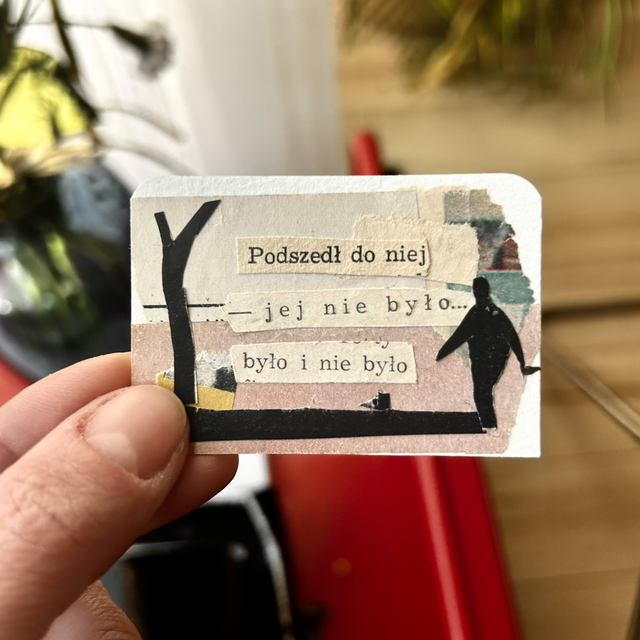 Podszedł do niej
— jej nie było...
było i nie było